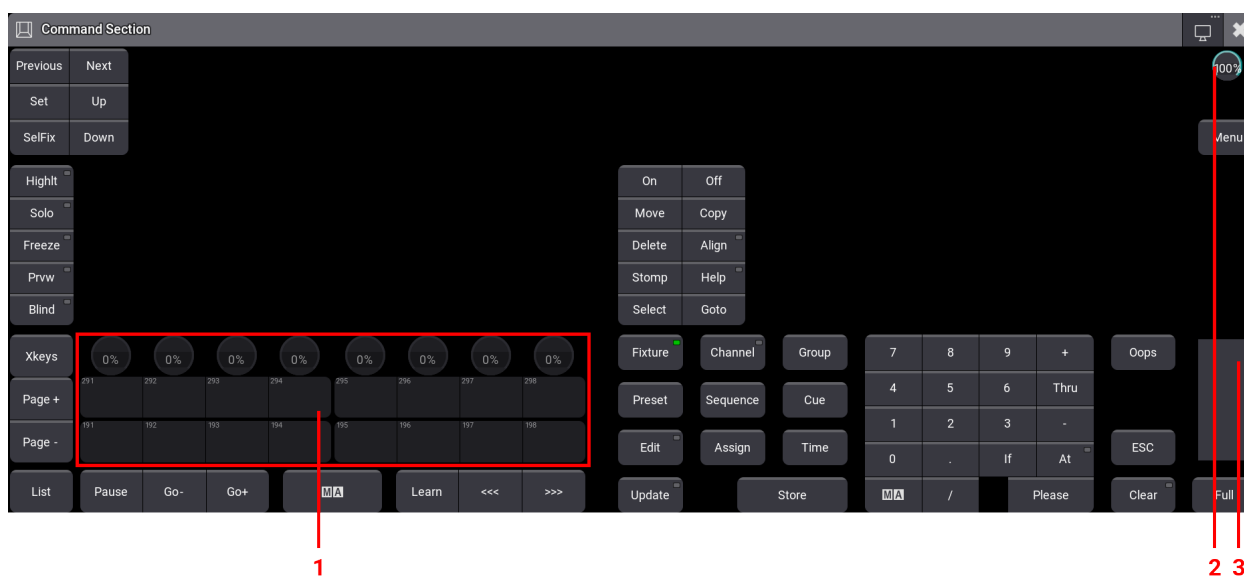 Command Section
Previous Next 100%
Set Up
SelFix Down Menu
Highlt On Off
Solo Move Copy
Freeze Delete Align
Prvw Stomp Help
Blind Select Goto
Xkeys 0% 0% 0% 0% 0% 0% 0% 0% Fixture Channel Group 7 8 9 + Oops
291 292 293 294 295 296 297 298
Page + Preset Sequence Cue 4 5 6 Thru
191 192 193 194 195 196 197 198 1 2 3 -
Page - Edit Assign Time 0 . If At ESC
List Pause Go- Go+ MA Learn <<< >>> Update Store MA / Please Clear Full
1 2 3